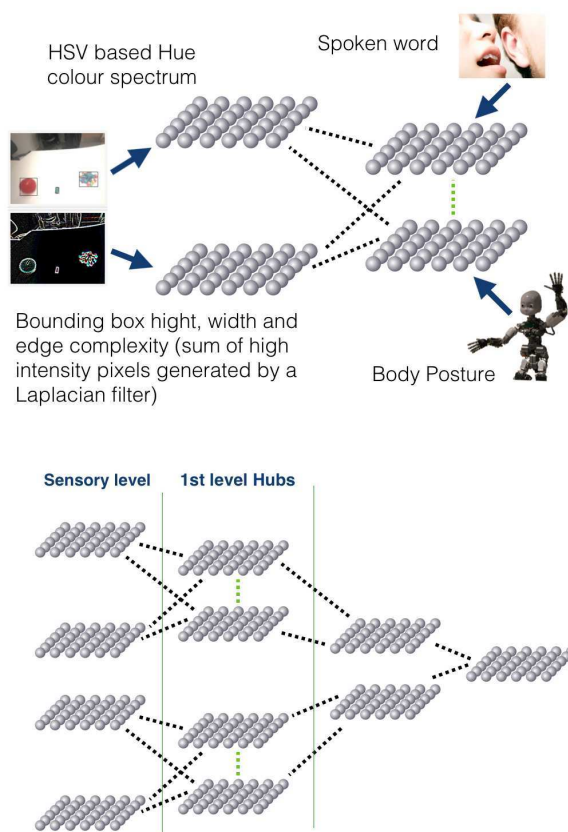 HSV based Hue
colour spectrum
Spoken word
Bounding box hight, width and
edge complexity (sum of high
intensity pixels generated by a
Laplacian filter)
Body Posture
Sensory level
1st level Hubs